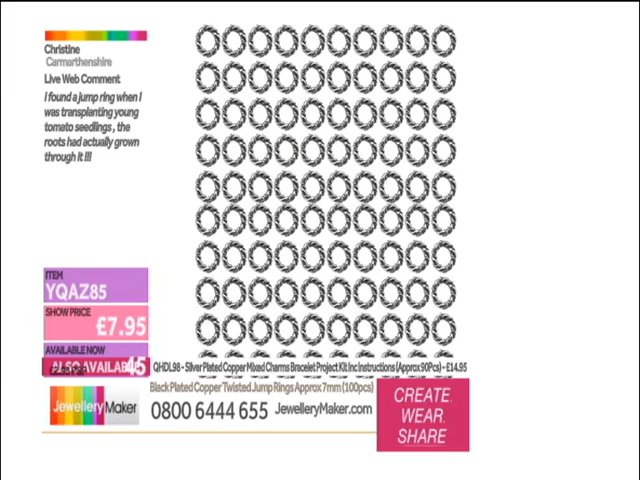 Christine
Carmarthenshire
Live Web Comment
I found a jump ring when I
was transplanting young
tomato seedlings , the
roots had actually grown
through it !!!
ITEM
YQAZ85
SHOW PRICE
£7.95
AVAILABLE NOW
45
ALSO AVAILABLE
QHDL98 - Silver Plated Copper Mixed Charms Bracelet Project Kit Inc Instructions (Approx 90Pcs) - £14.95
Black Plated Copper Twisted Jump Rings Approx 7mm (100pcs)
JewelleryMaker
0800 6444 655 JewelleryMaker.com
CREATE.
WEAR.
SHARE